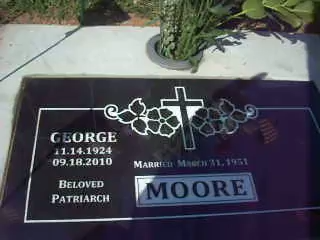 GEORGE
11.14.1924
09.18.2010
BELOVED
PATRIARCH
MARRIED MARCH 31, 1951
MOORE